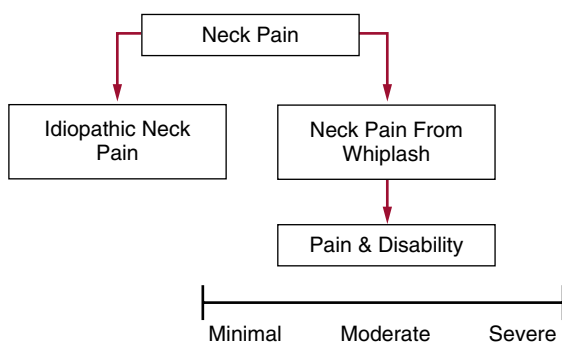 Neck Pain
Idiopathic Neck
Pain
Neck Pain From
Whiplash
Pain & Disability
Minimal Moderate Severe